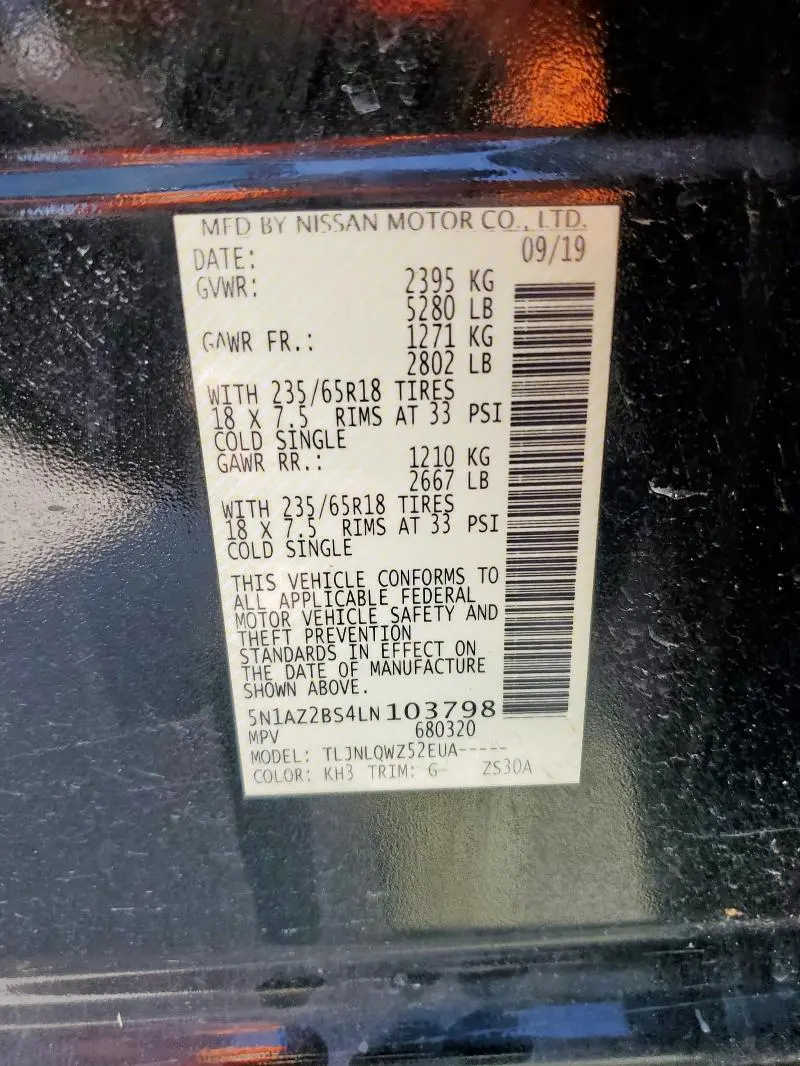 MFD BY NISSAN MOTOR CO., LTD.
DATE: 09/19
GVWR: 2395 KG
5280 LB
GAWR FR.: 1271 KG
2802 LB
WITH 235/65R18 TIRES
18 X 7.5 RIMS AT 33 PSI
COLD SINGLE
GAWR RR.: 1210 KG
2667 LB
WITH 235/65R18 TIRES
18 X 7.5 RIMS AT 33 PSI
COLD SINGLE
THIS VEHICLE CONFORMS TO
ALL APPLICABLE FEDERAL
MOTOR VEHICLE SAFETY AND
THEFT PREVENTION
STANDARDS IN EFFECT ON
THE DATE OF MANUFACTURE
SHOWN ABOVE.
5N1AZ2BS4LN103798
MPV 680320
MODEL: TLJNLQWZ52EUA-----
COLOR: KH3 TRIM: G- ZS30A